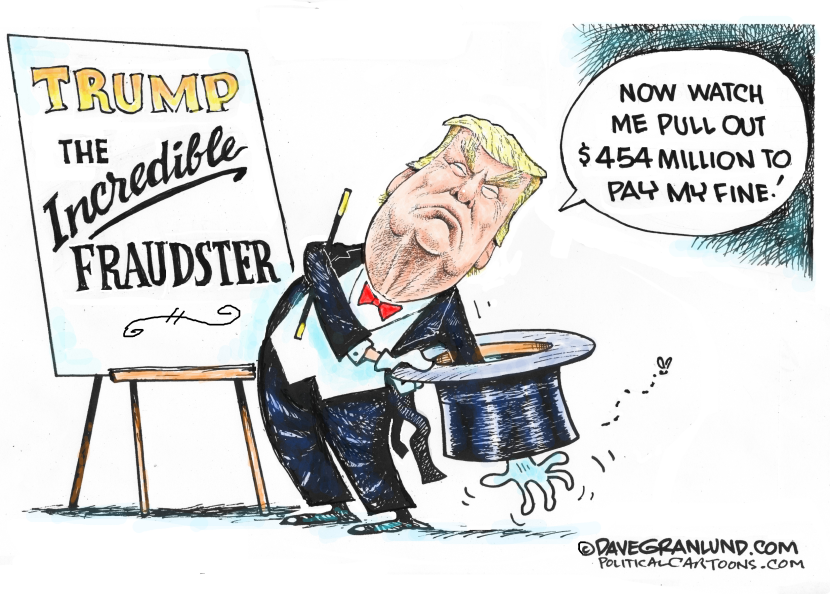 TRUMP
THE
Incredible
FRAUDSTER
NOW WATCH
ME PULL OUT
$454 MILLION TO
PAY MY FINE!
©DAVEGRANLUND.COM
POLITICALCARTOONS.COM